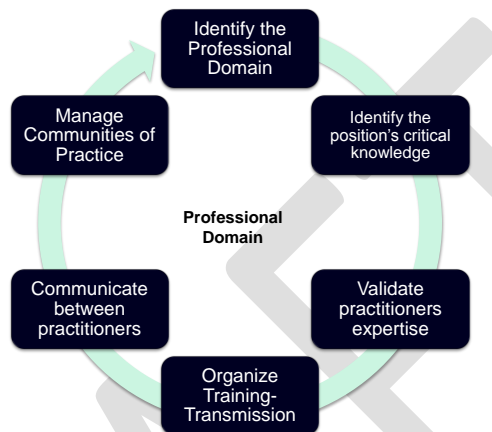 Identify the
Professional
Domain
Identify the
position's critical
knowledge
Validate
practitioners
expertise
Organize
Training-
Transmission
Communicate
between
practitioners
Manage
Communities of
Practice
Professional
Domain